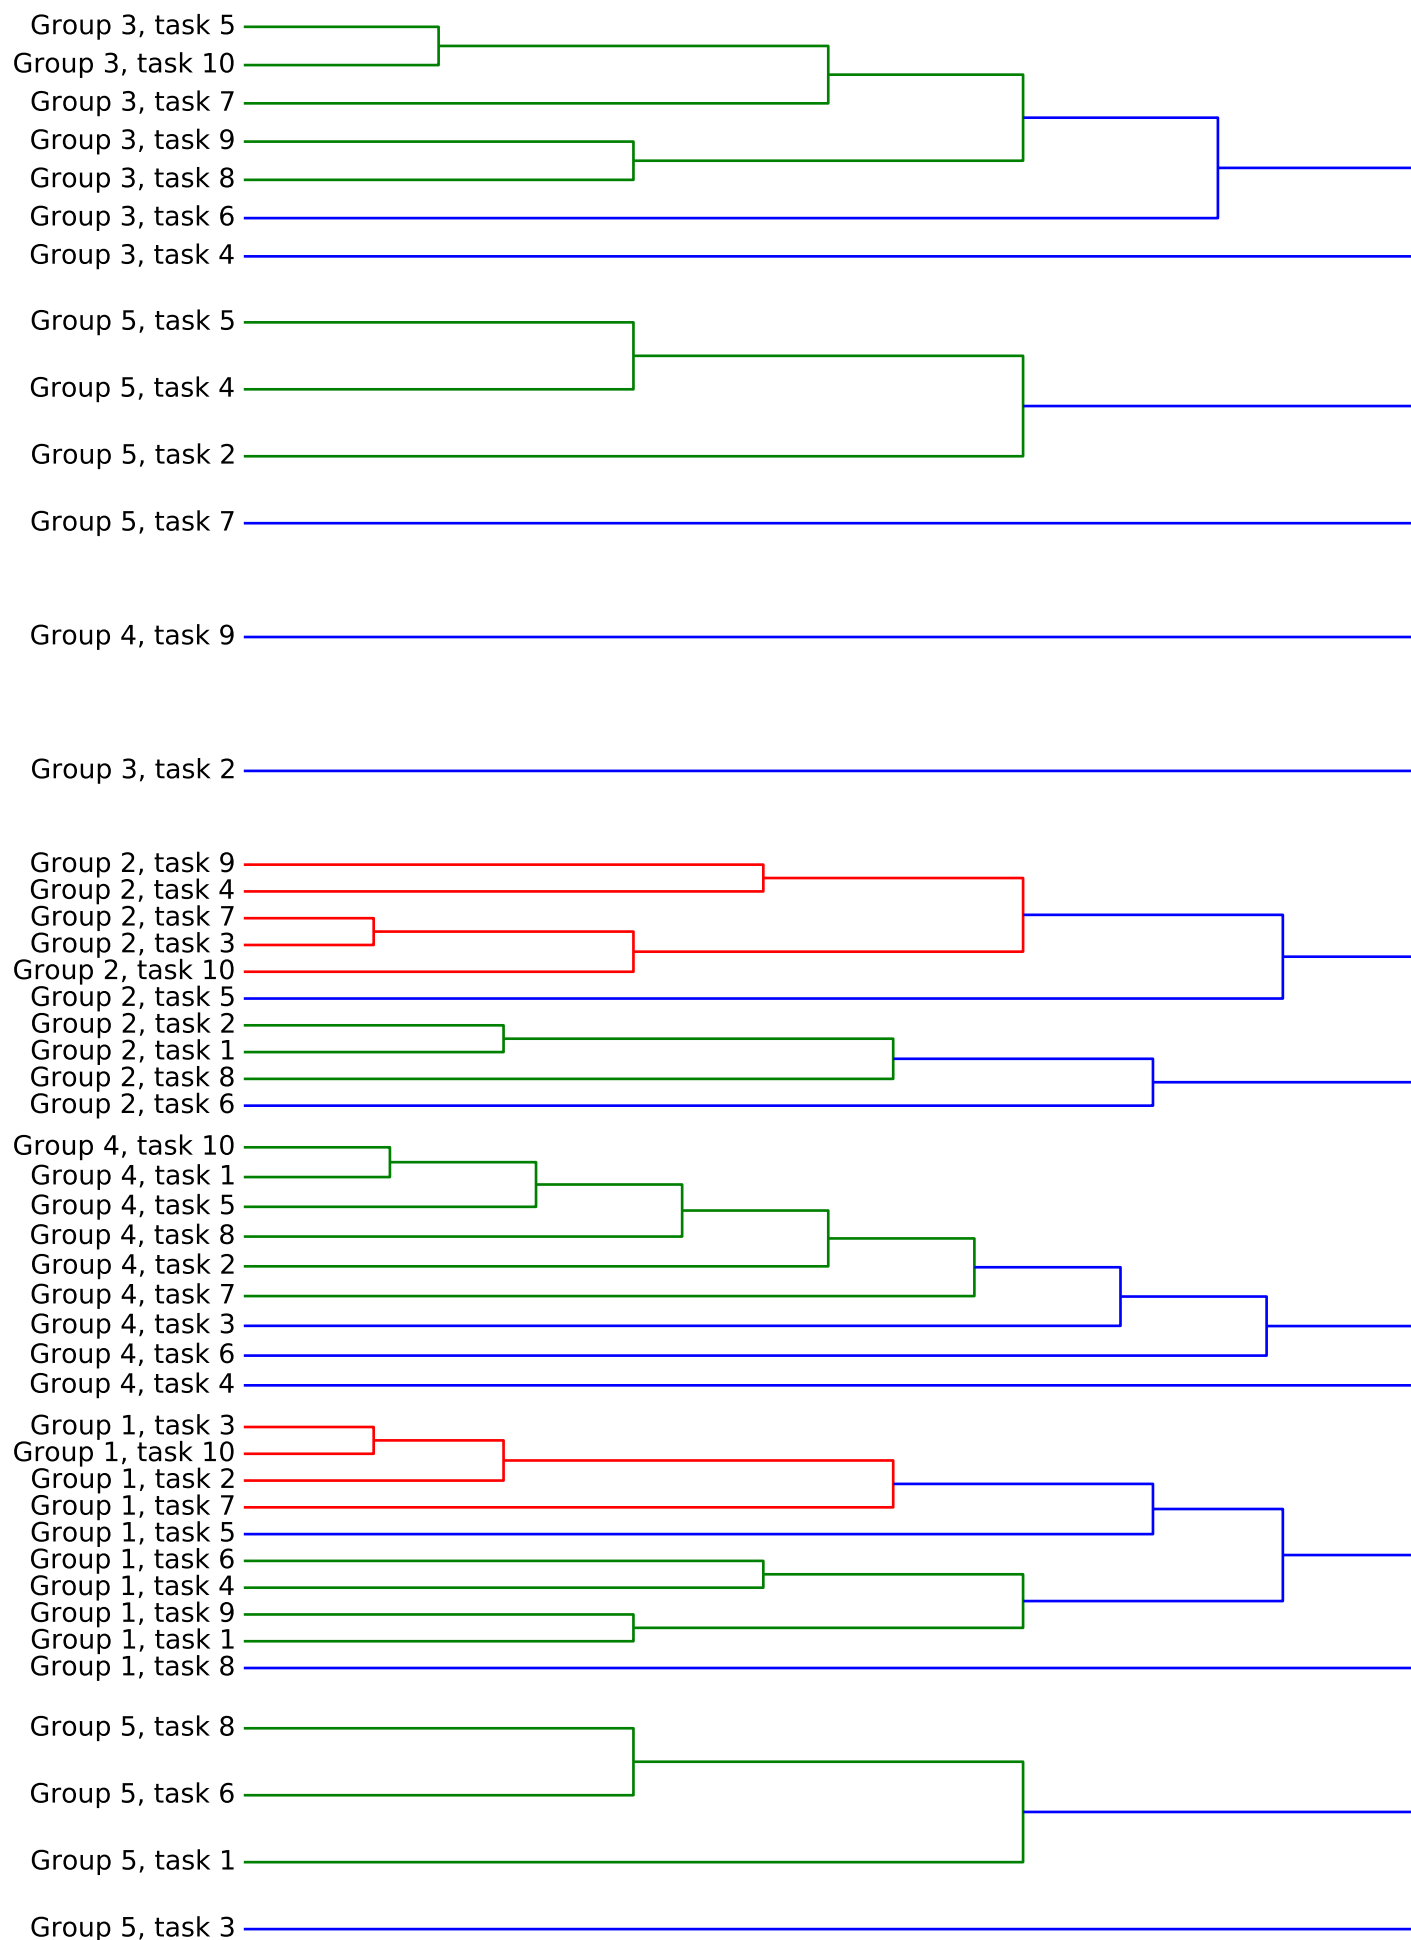 Group 3, task 5
Group 3, task 10
Group 3, task 7
Group 3, task 9
Group 3, task 8
Group 3, task 6
Group 3, task 4
Group 5, task 5
Group 5, task 4
Group 5, task 2
Group 5, task 7
Group 4, task 9
Group 3, task 2
Group 2, task 9
Group 2, task 4
Group 2, task 7
Group 2, task 3
Group 2, task 10
Group 2, task 5
Group 2, task 2
Group 2, task 1
Group 2, task 8
Group 2, task 6
Group 4, task 10
Group 4, task 1
Group 4, task 5
Group 4, task 8
Group 4, task 2
Group 4, task 7
Group 4, task 3
Group 4, task 6
Group 4, task 4
Group 1, task 3
Group 1, task 10
Group 1, task 2
Group 1, task 7
Group 1, task 5
Group 1, task 6
Group 1, task 4
Group 1, task 9
Group 1, task 1
Group 1, task 8
Group 5, task 8
Group 5, task 6
Group 5, task 1
Group 5, task 3